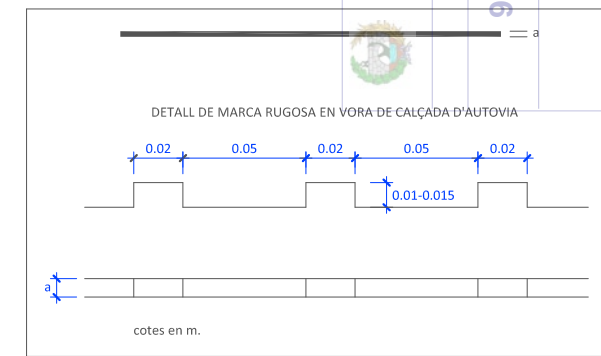 6
a
DETALL DE MARCA RUGOSA EN VORA DE CALÇADA D'AUTOVIA
0.02 0.05 0.02 0.05 0.02
0.01-0.015
a
cotes en m.